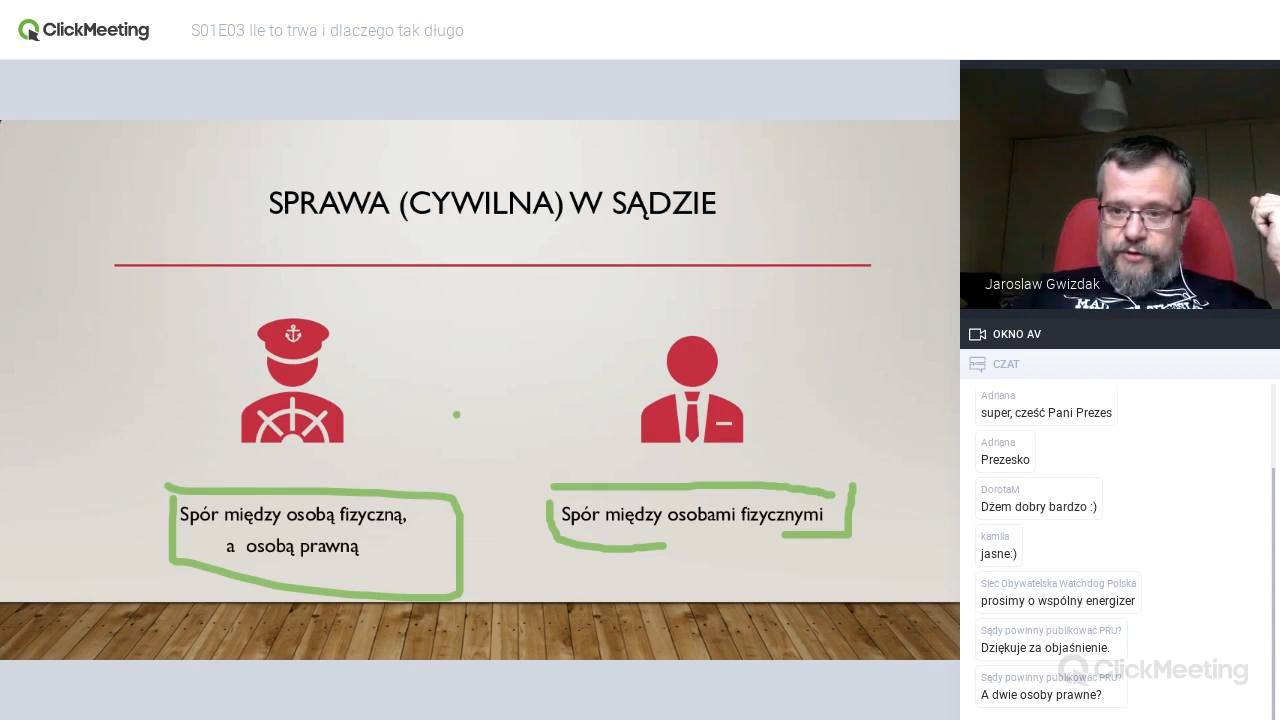 ClickMeeting
S01E03 Ile to trwa i dlaczego tak długo
SPRAWA (CYWILNA) W SĄDZIE
Spór między osobą fizyczną,
a osobą prawną
Spór między osobami fizycznymi
Jaroslaw Gwizdak
OKNO AV
CZAT
Adriana
super, cześć Pani Prezes
Adriana
Prezesko
DorotaM
Dżem dobry bardzo :)
kamila
jasne:)
Sieć Obywatelska Watchdog Polska
prosimy o wspólny energizer
Sądy powinny publikować PRU?
Dziękuje za objaśnienie.
Sądy powinny publikować PRU?
A dwie osoby prawne?
ClickMeeting